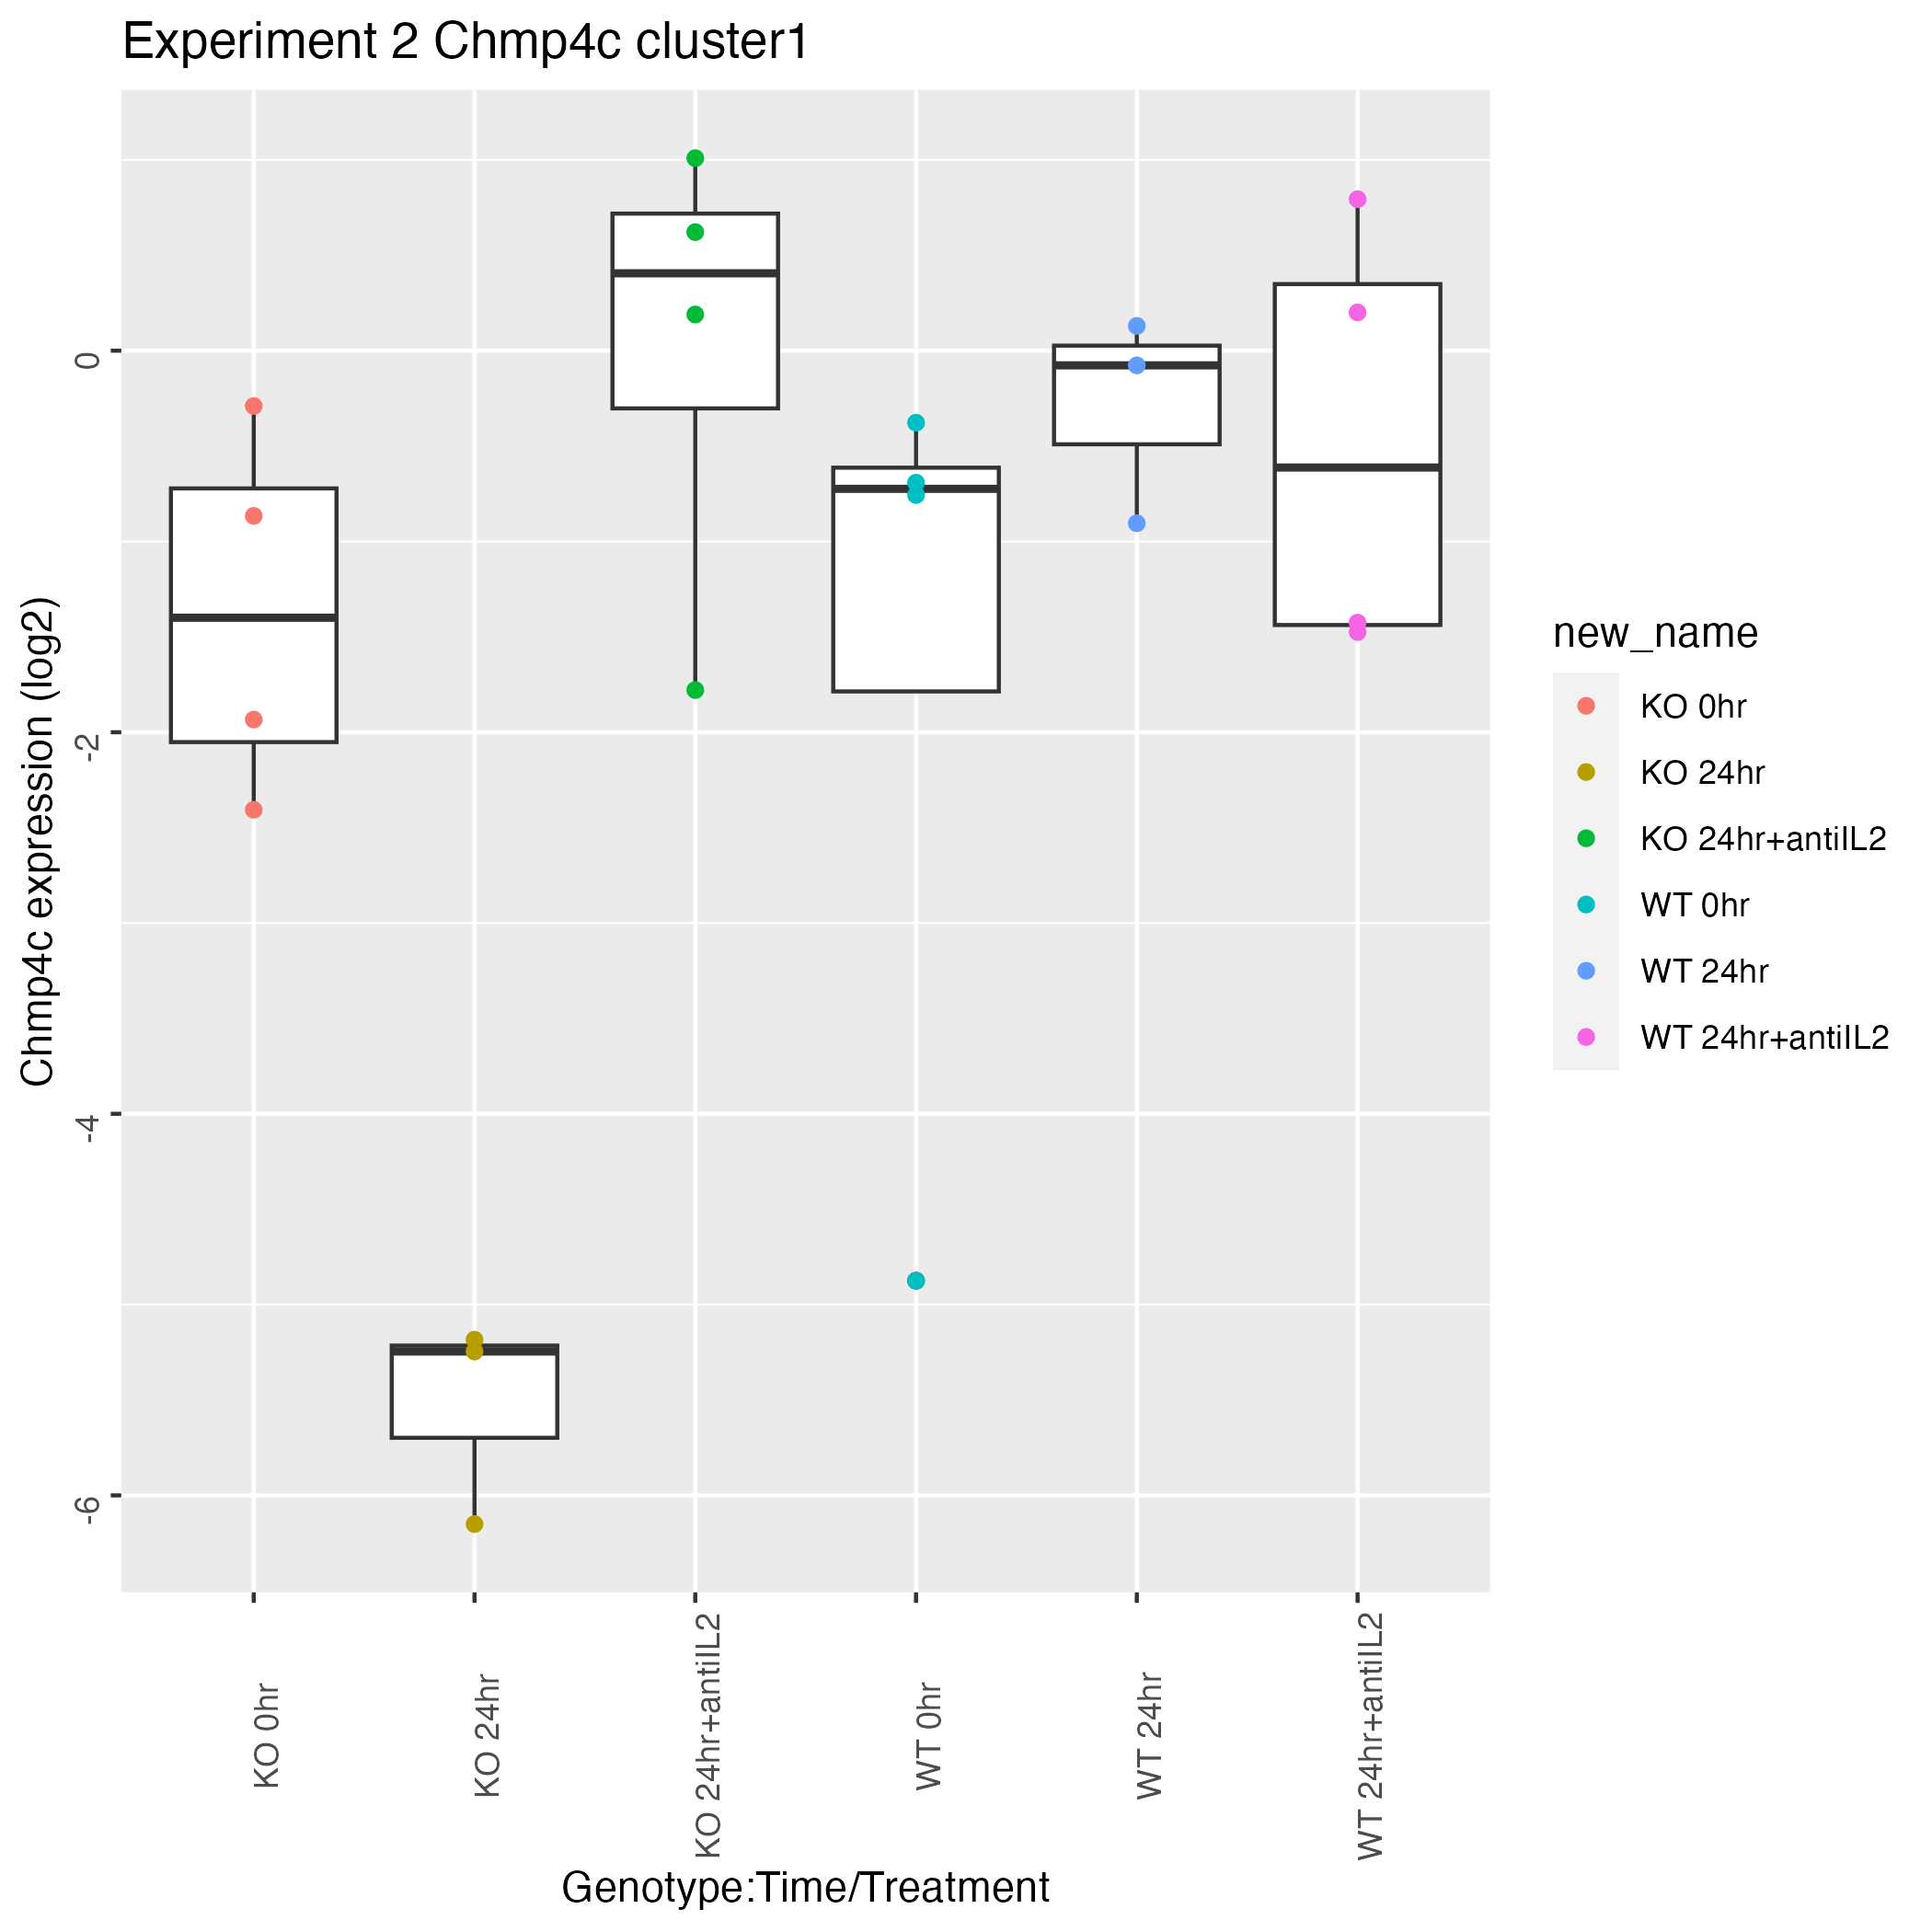 Experiment 2 Chmp4c cluster1
Chmp4c expression (log2)
0
-2
-4
-6
KO 0hr
KO 24hr
KO 24hr+antiIL2
WT 0hr
WT 24hr
WT 24hr+antiIL2
Genotype:Time/Treatment
new_name
KO 0hr
KO 24hr
KO 24hr+antiIL2
WT 0hr
WT 24hr
WT 24hr+antiIL2